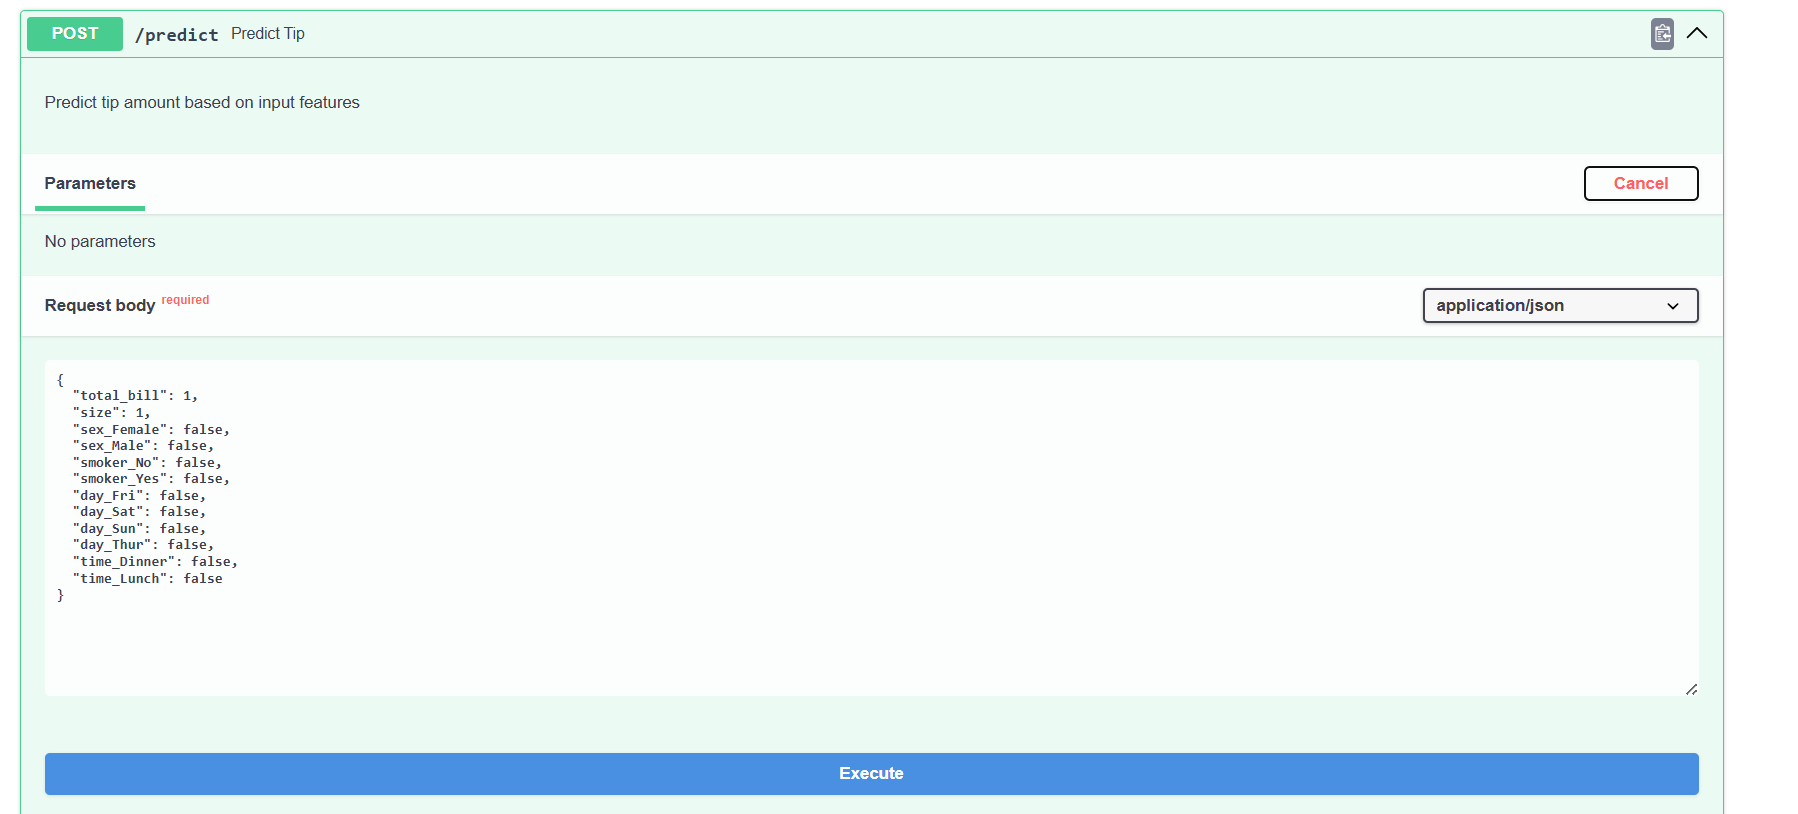 POST /predict Predict Tip
Predict tip amount based on input features
Parameters
Cancel
No parameters
Request body required
application/json
{
  "total_bill": 1,
  "size": 1,
  "sex_Female": false,
  "sex_Male": false,
  "smoker_No": false,
  "smoker_Yes": false,
  "day_Fri": false,
  "day_Sat": false,
  "day_Sun": false,
  "day_Thur": false,
  "time_Dinner": false,
  "time_Lunch": false
}
Execute